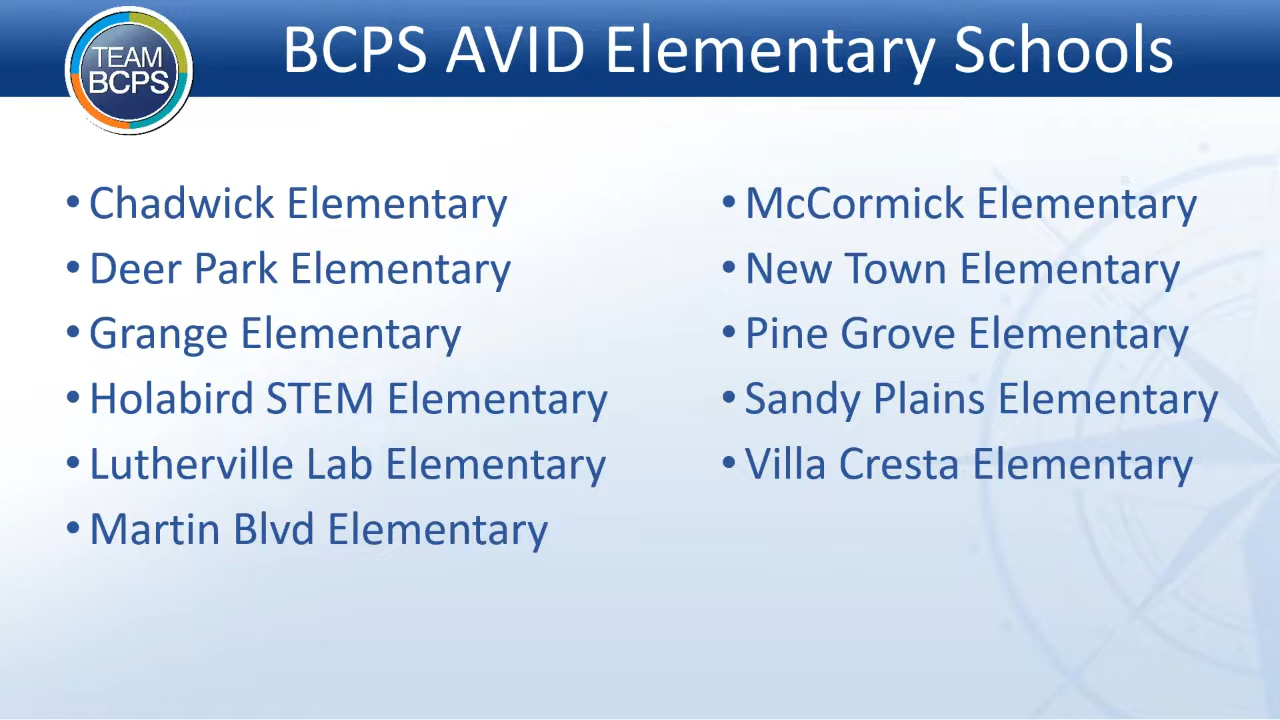 TEAM
BCPS
BCPS AVID Elementary Schools
• Chadwick Elementary
• Deer Park Elementary
• Grange Elementary
• Holabird STEM Elementary
• Lutherville Lab Elementary
• Martin Blvd Elementary
• McCormick Elementary
• New Town Elementary
• Pine Grove Elementary
• Sandy Plains Elementary
• Villa Cresta Elementary